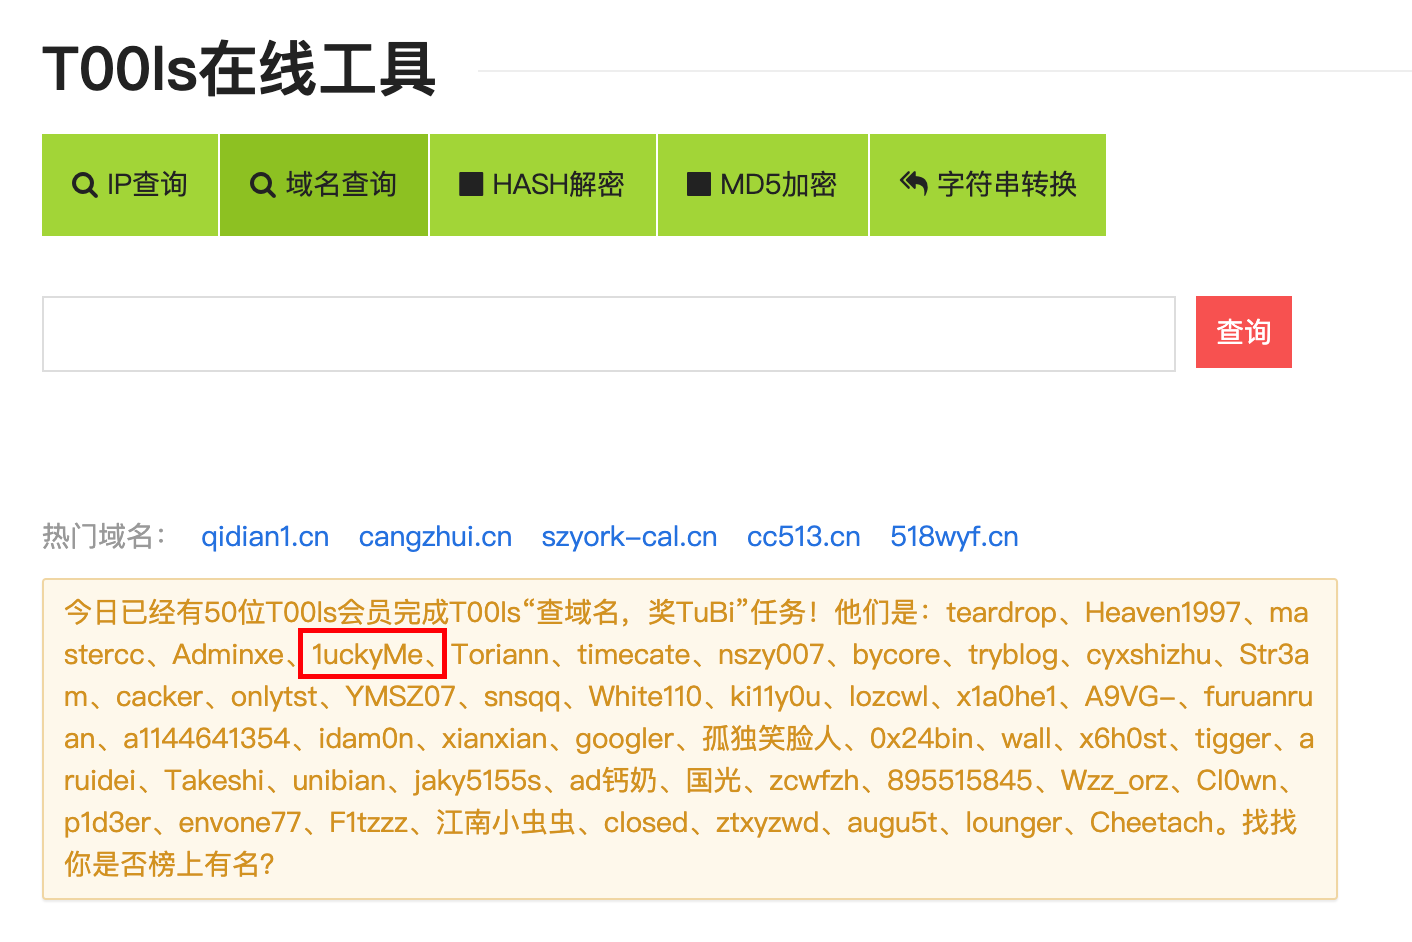 T00ls在线工具
IP查询 域名查询 HASH解密 MD5加密 字符串转换
查询
热门域名： qidian1.cn cangzhui.cn szyork-cal.cn cc513.cn 518wyf.cn
今日已经有50位T00ls会员完成T00ls“查域名，奖TuBi”任务！他们是：teardrop、Heaven1997、ma
stercc、Adminxe、1uckyMe、Toriann、timecate、nszy007、bycore、tryblog、cyxshizhu、Str3a
m、cacker、onlytst、YMSZ07、snsqq、White110、ki11y0u、lozcwl、x1a0he1、A9VG-、furuanru
an、a1144641354、idam0n、xianxian、googler、孤独笑脸人、0x24bin、wall、x6h0st、tigger、a
ruidei、Takeshi、unibian、jaky5155s、ad钙奶、国光、zcwfzh、895515845、Wzz_orz、Cl0wn、
p1d3er、envone77、F1tzzz、江南小虫虫、closed、ztxyzwd、augu5t、lounger、Cheetach。找找
你是否榜上有名？